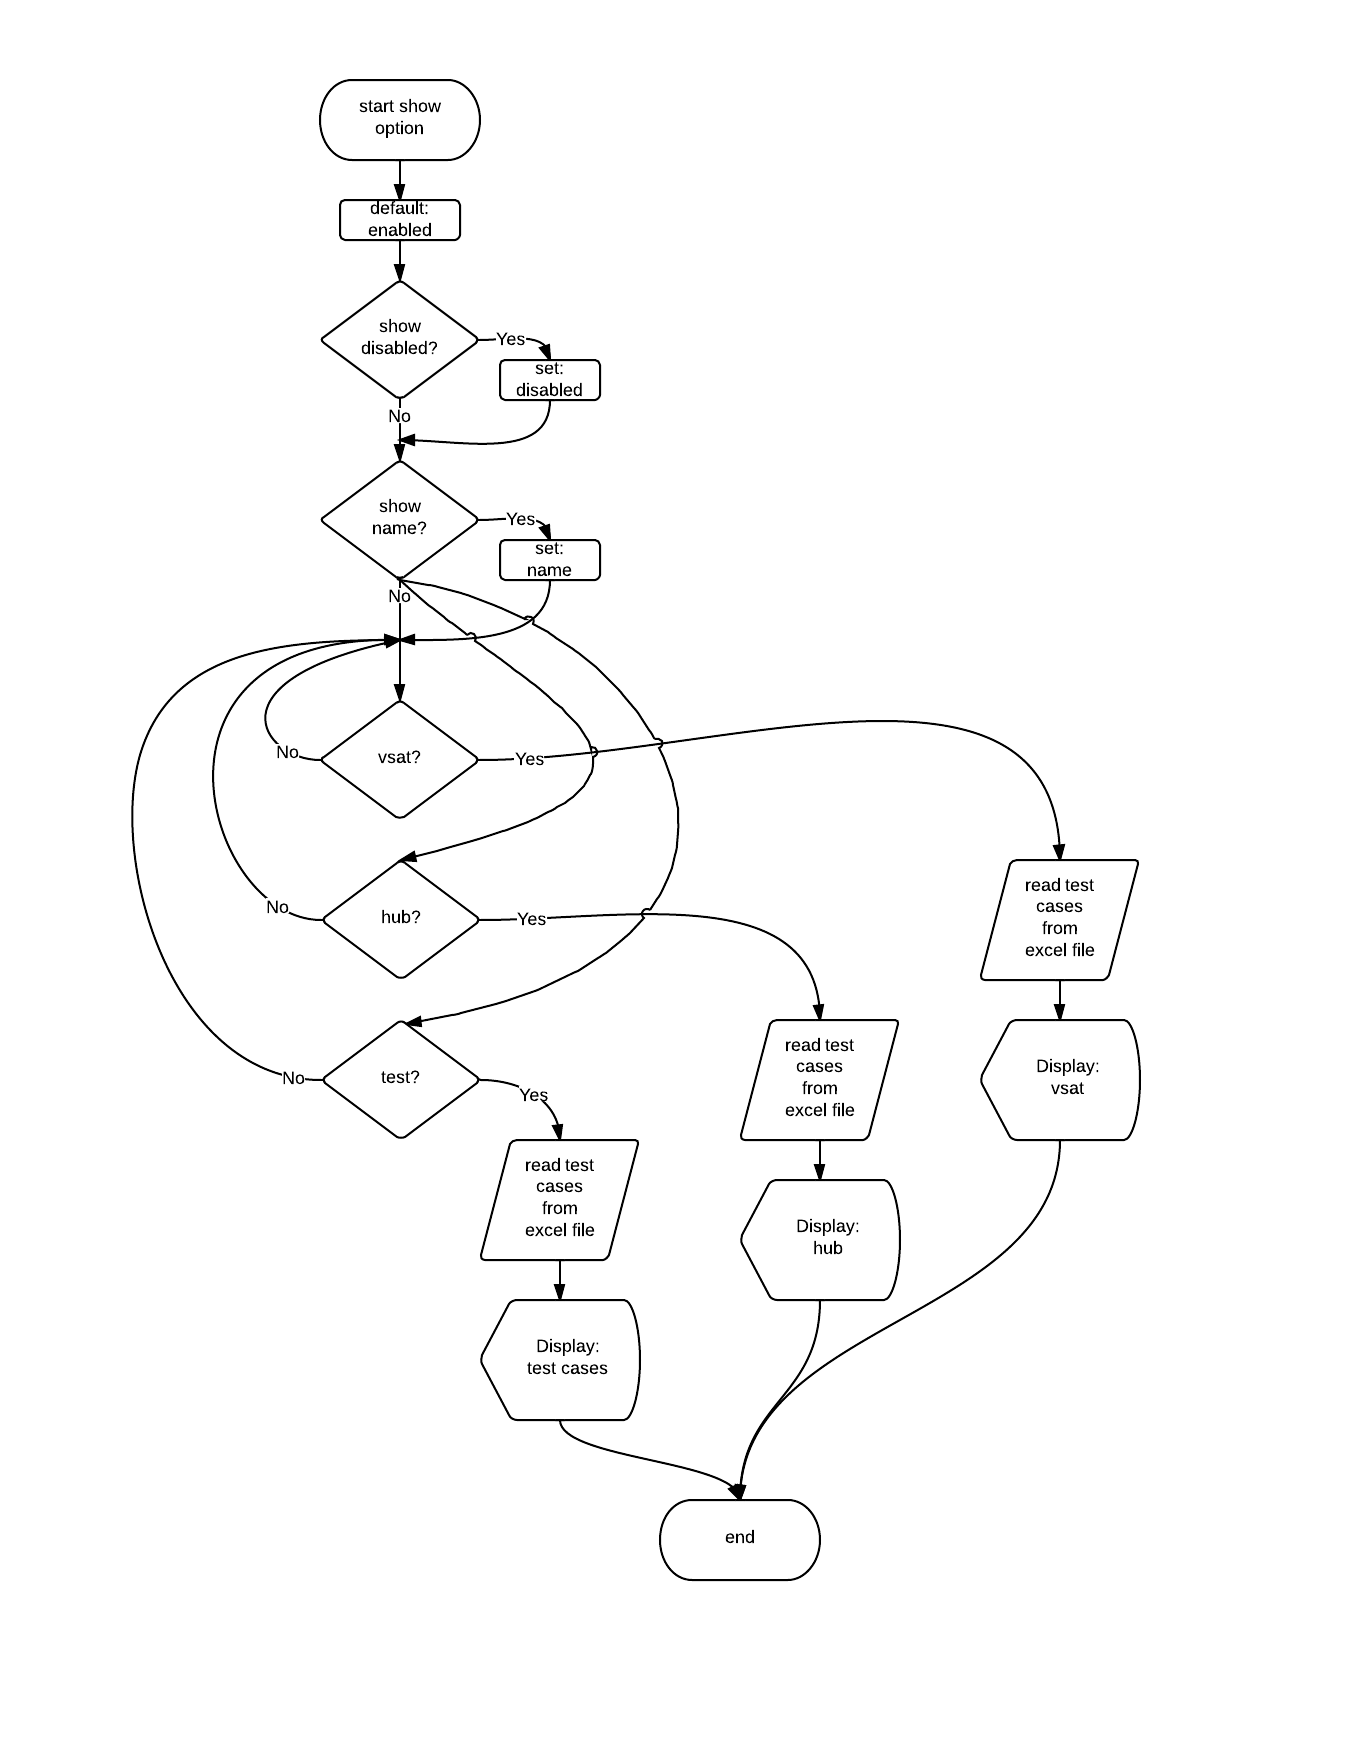 start show
option
default:
enabled
show
disabled?
Yes
set:
disabled
No
show
name?
Yes
set:
name
No
vsat?
No
Yes
hub?
No
Yes
read test
cases
from
excel file
Display:
vsat
test?
No
Yes
read test
cases
from
excel file
Display:
hub
read test
cases
from
excel file
Display:
test cases
end